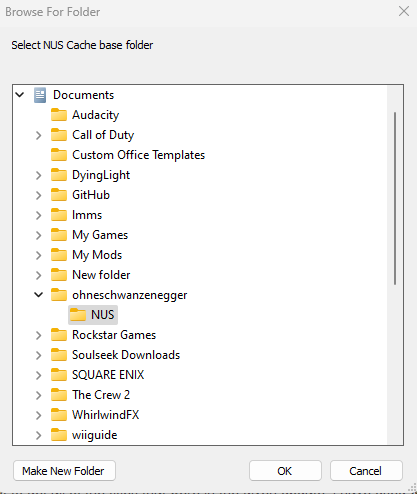 Browse For Folder
Select NUS Cache base folder
Documents
Audacity
Call of Duty
Custom Office Templates
DyingLight
GitHub
Imms
My Games
My Mods
New folder
ohneschwanzenegger
NUS
Rockstar Games
Soulseek Downloads
SQUARE ENIX
The Crew 2
WhirlwindFX
wiiguide
Make New Folder
OK
Cancel